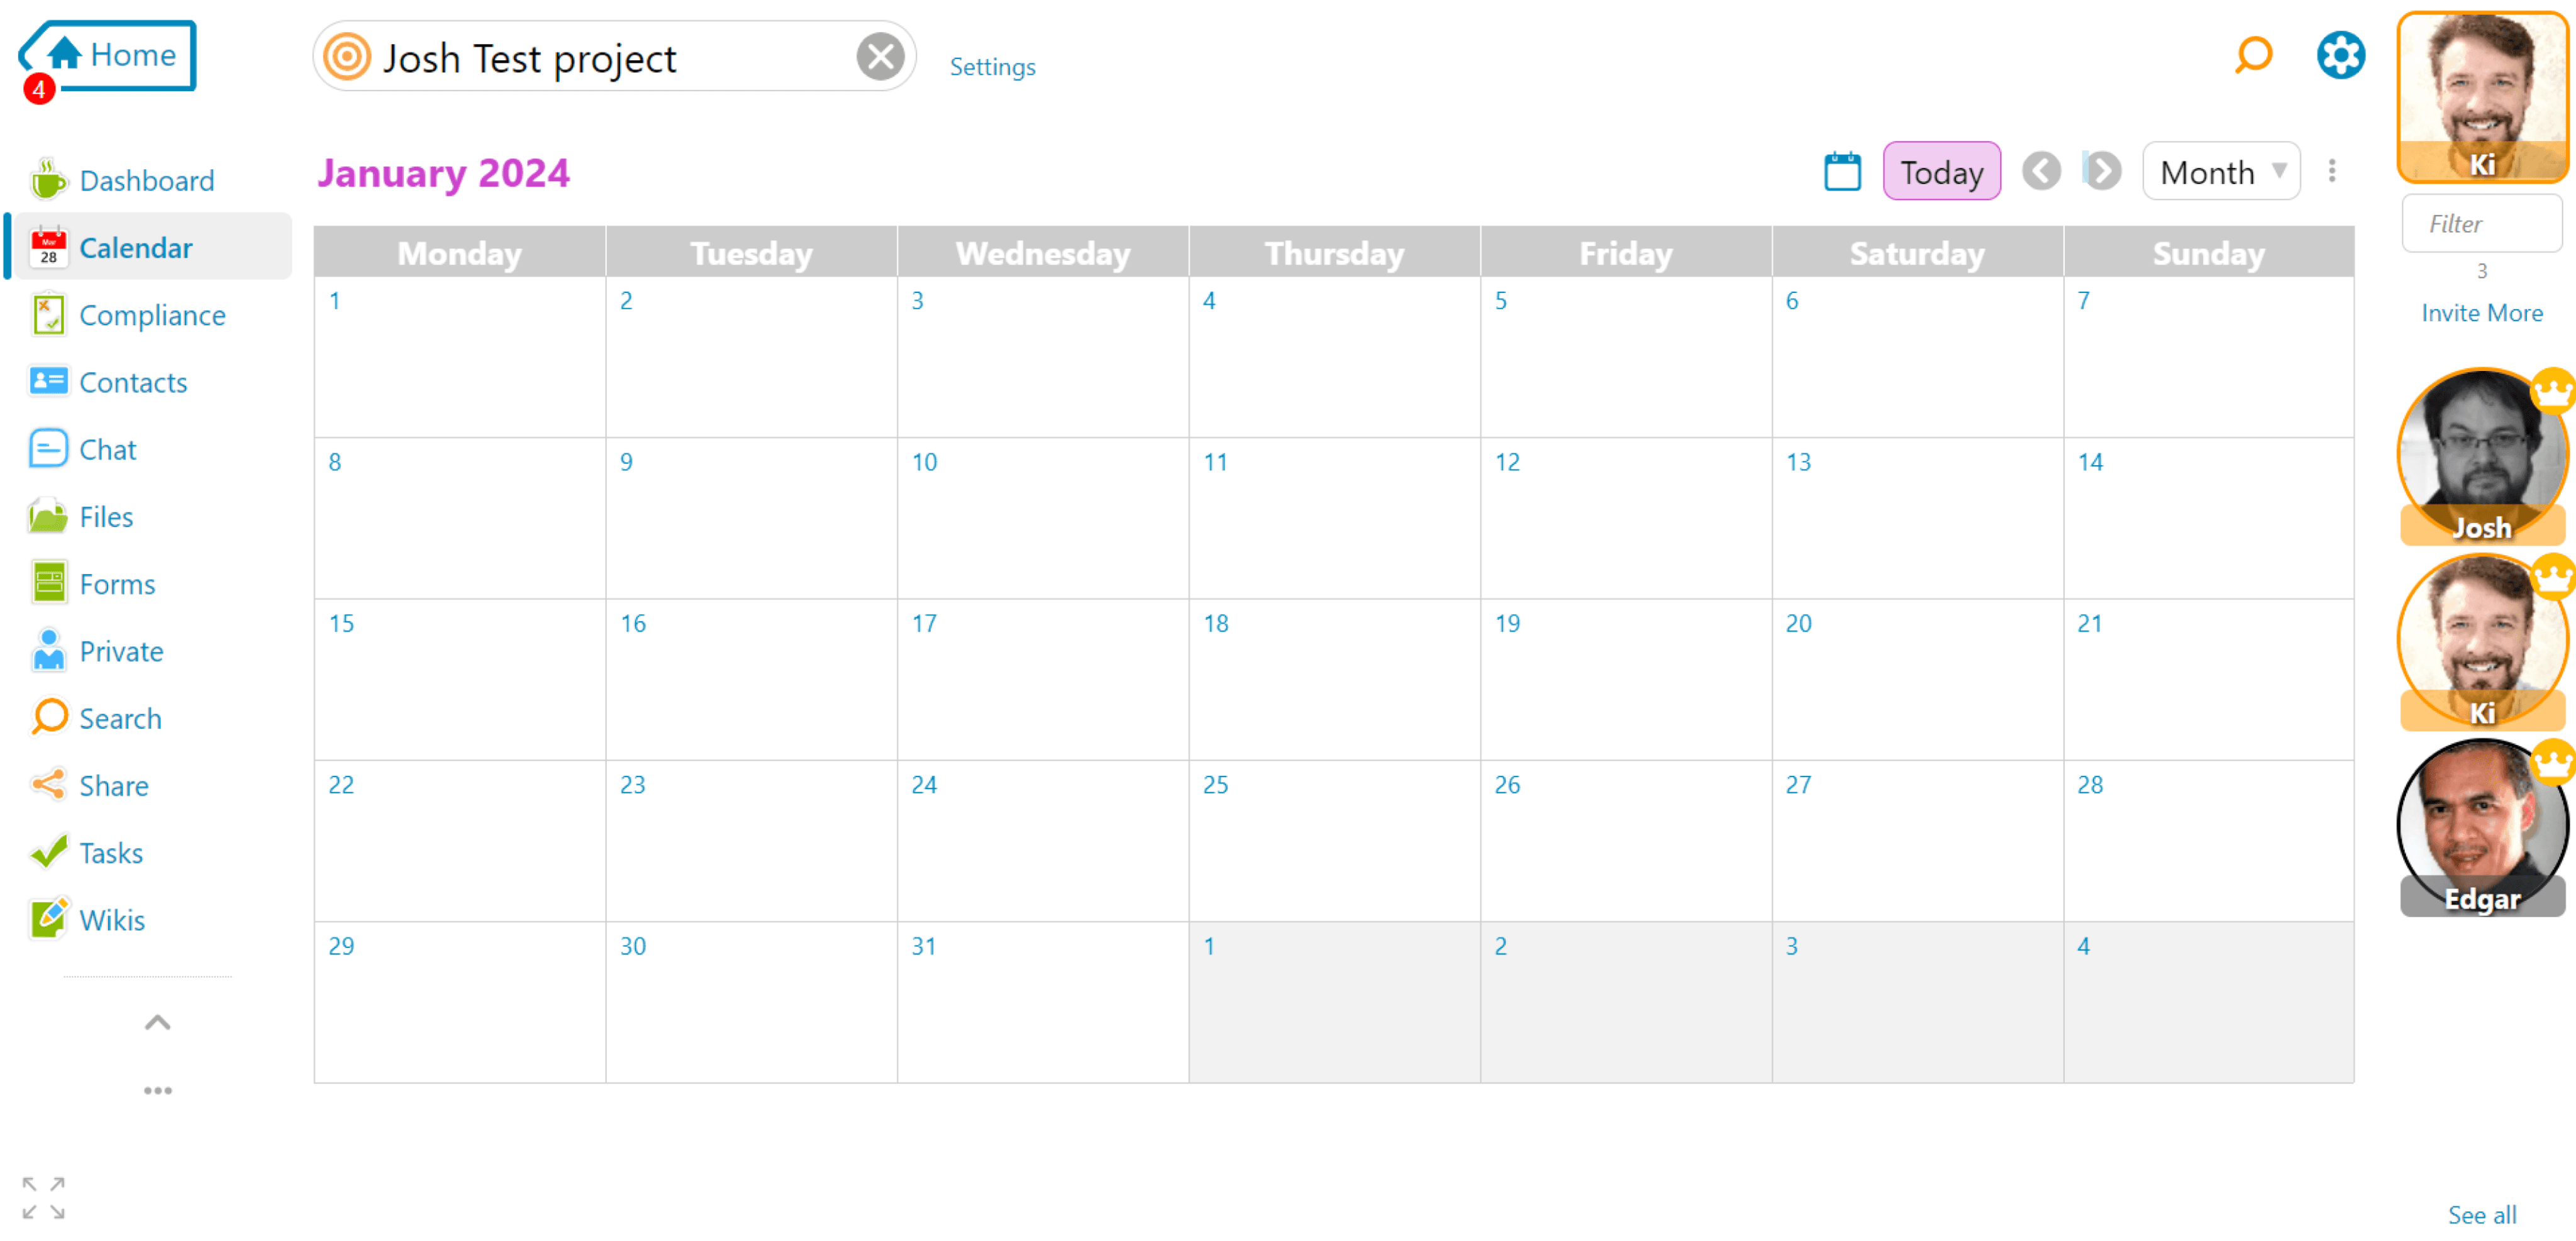 Home
4
Josh Test project
Settings
Ki
Dashboard
Calendar
Mar
28
Compliance
Contacts
Chat
Files
Forms
Private
Search
Share
Tasks
Wikis
January 2024
Today
Month
Monday Tuesday Wednesday Thursday Friday Saturday Sunday
1 2 3 4 5 6 7
8 9 10 11 12 13 14
15 16 17 18 19 20 21
22 23 24 25 26 27 28
29 30 31 1 2 3 4
Filter
3
Invite More
Josh
Ki
Edgar
See all